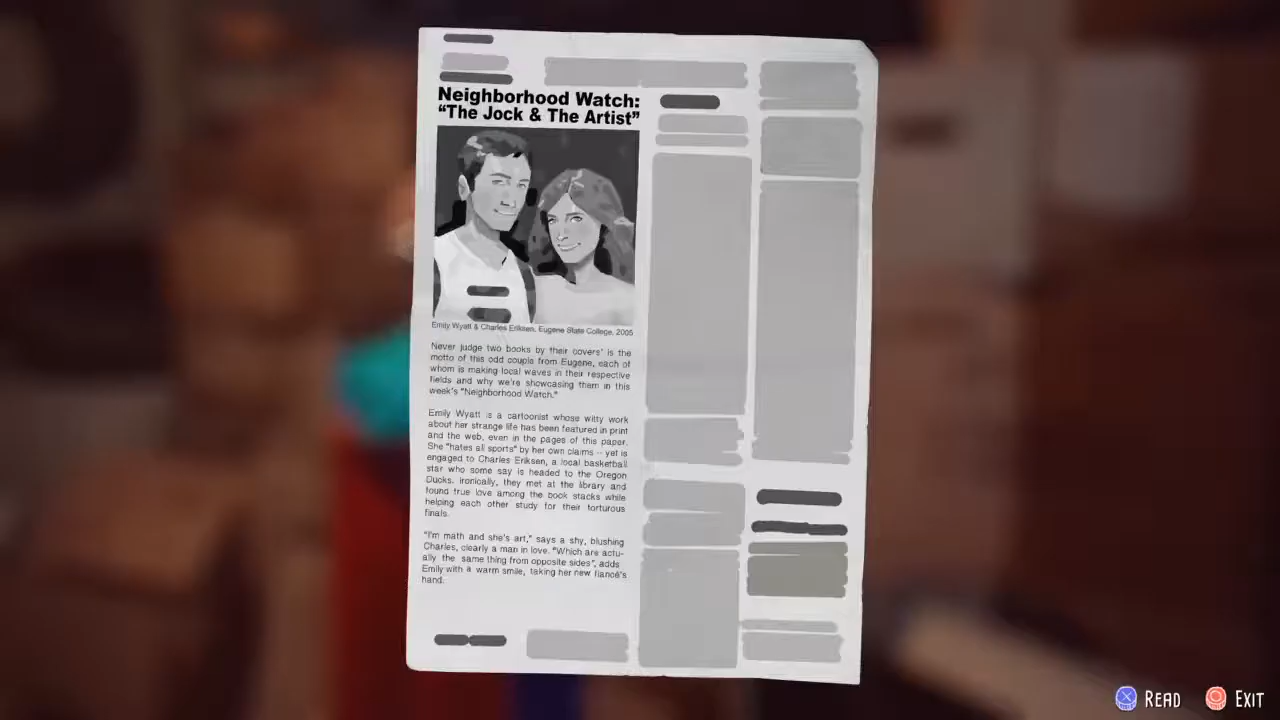 Neighborhood Watch:
“The Jock & The Artist”
Emily Wyatt & Charles Eriksen, Eugene State College, 2005
Never judge two books by their covers' is the
motto of this odd couple from Eugene, each of
whom is making local waves in their respective
fields and why we're showcasing them in this
week's "Neighborhood Watch."
Emily Wyatt is a cartoonist whose witty work
about her strange life has been featured in print
and the web, even in the pages of this paper.
She "hates all sports" by her own claims -- yet is
engaged to Charles Eriksen, a local basketball
star who some say is headed to the Oregon
Ducks. Ironically, they met at the library and
found true love among the book stacks while
helping each other study for their torturous
finals.
"I'm math and she's art," says a shy, blushing
Charles, clearly a man in love. "Which are actu-
ally the same thing from opposite sides", adds
Emily with a warm smile, taking her new fiancé's
hand.
READ
EXIT